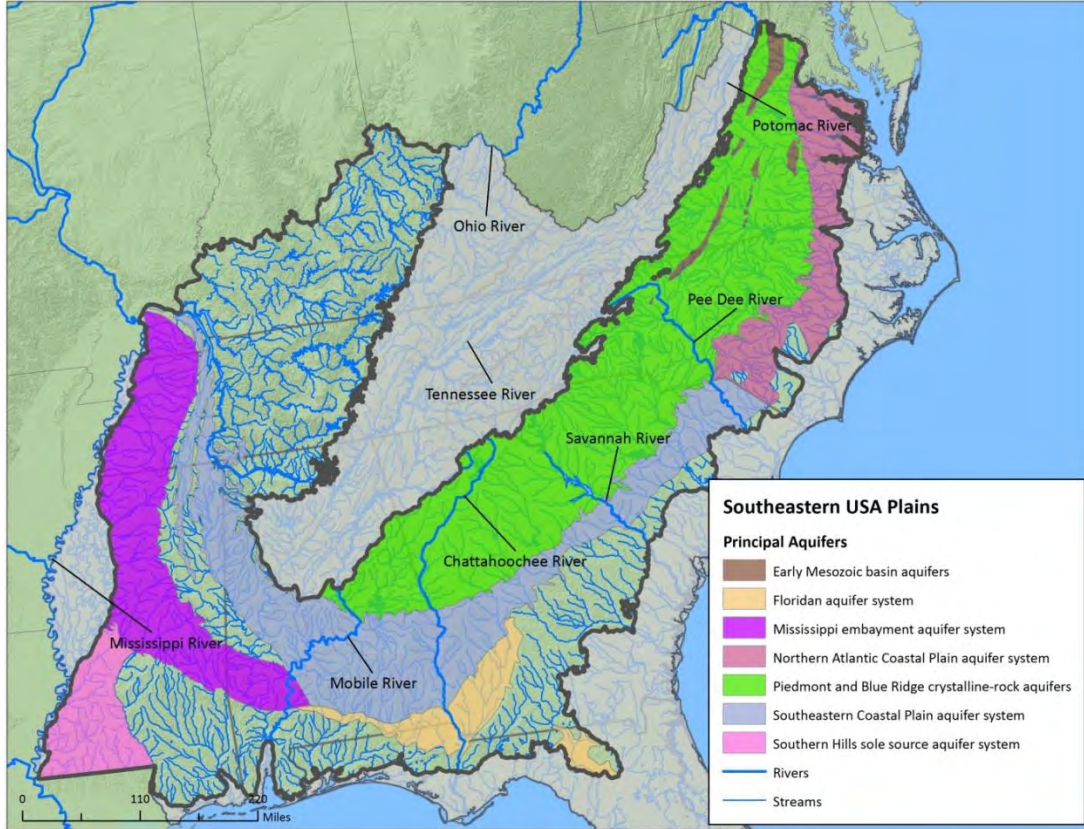 Potomac River
Ohio River
Pee Dee River
Tennessee River
Savannah River
Chattahoochee River
Mississippi River
Mobile River
Southeastern USA Plains
Principal Aquifers
Early Mesozoic basin aquifers
Floridan aquifer system
Mississippi embayment aquifer system
Northern Atlantic Coastal Plain aquifer system
Piedmont and Blue Ridge crystalline-rock aquifers
Southeastern Coastal Plain aquifer system
Southern Hills sole source aquifer system
Rivers
Streams
0 110 220
Miles